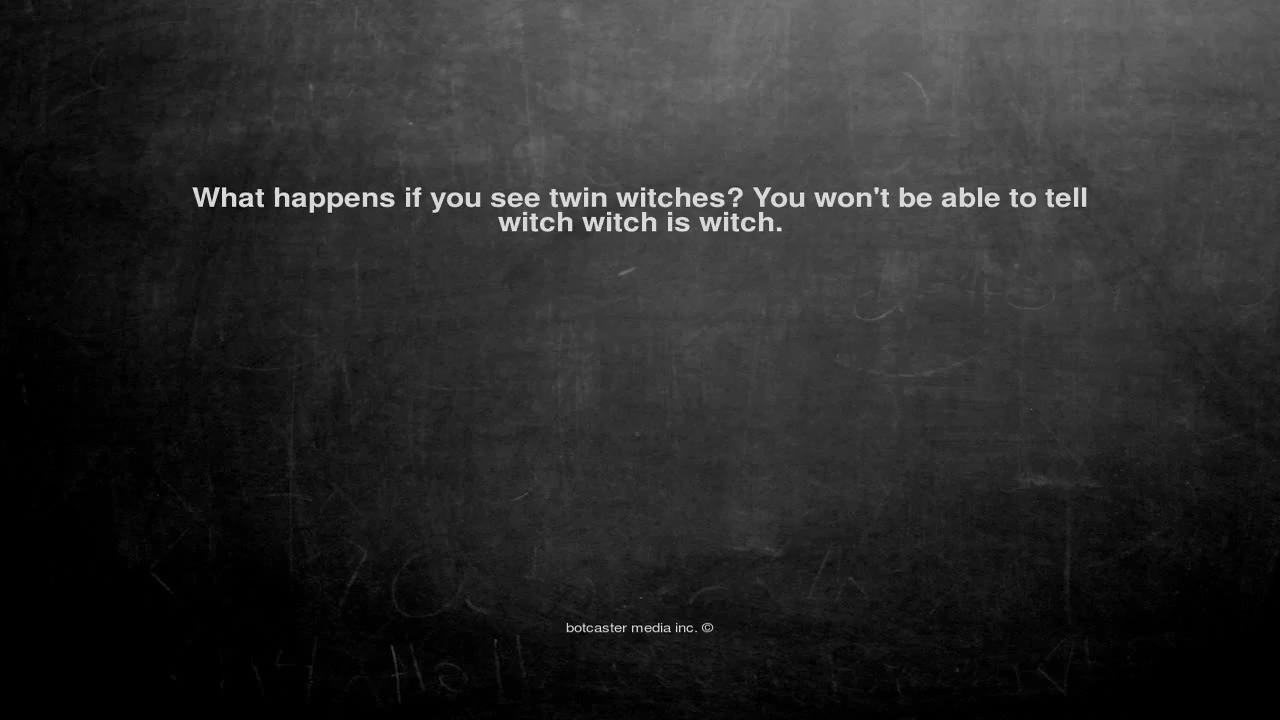 What happens if you see twin witches? You won't be able to tell
witch witch is witch.
botcaster media inc. ©